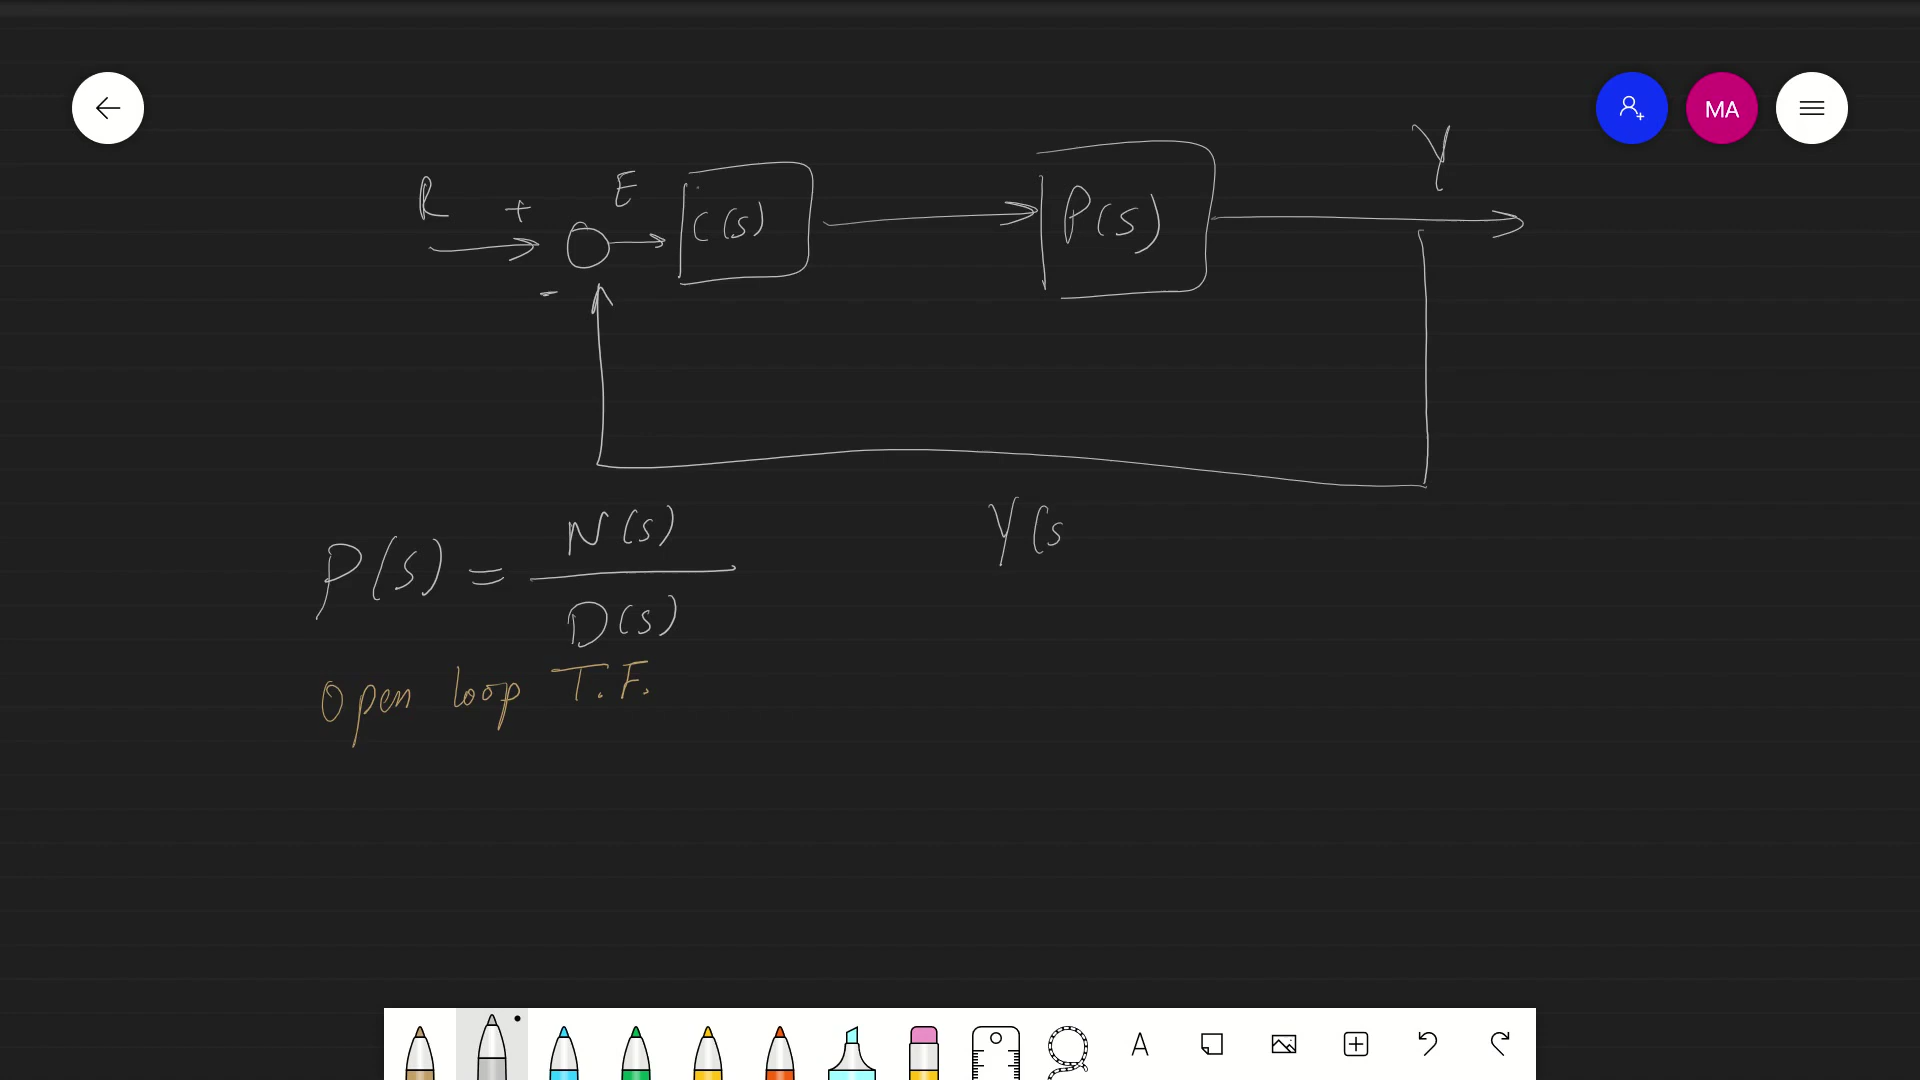 MA
R + E C(s) P(s) Y
-
P(s) = N(s) / D(s)
Y(s
Open loop T.F.
A